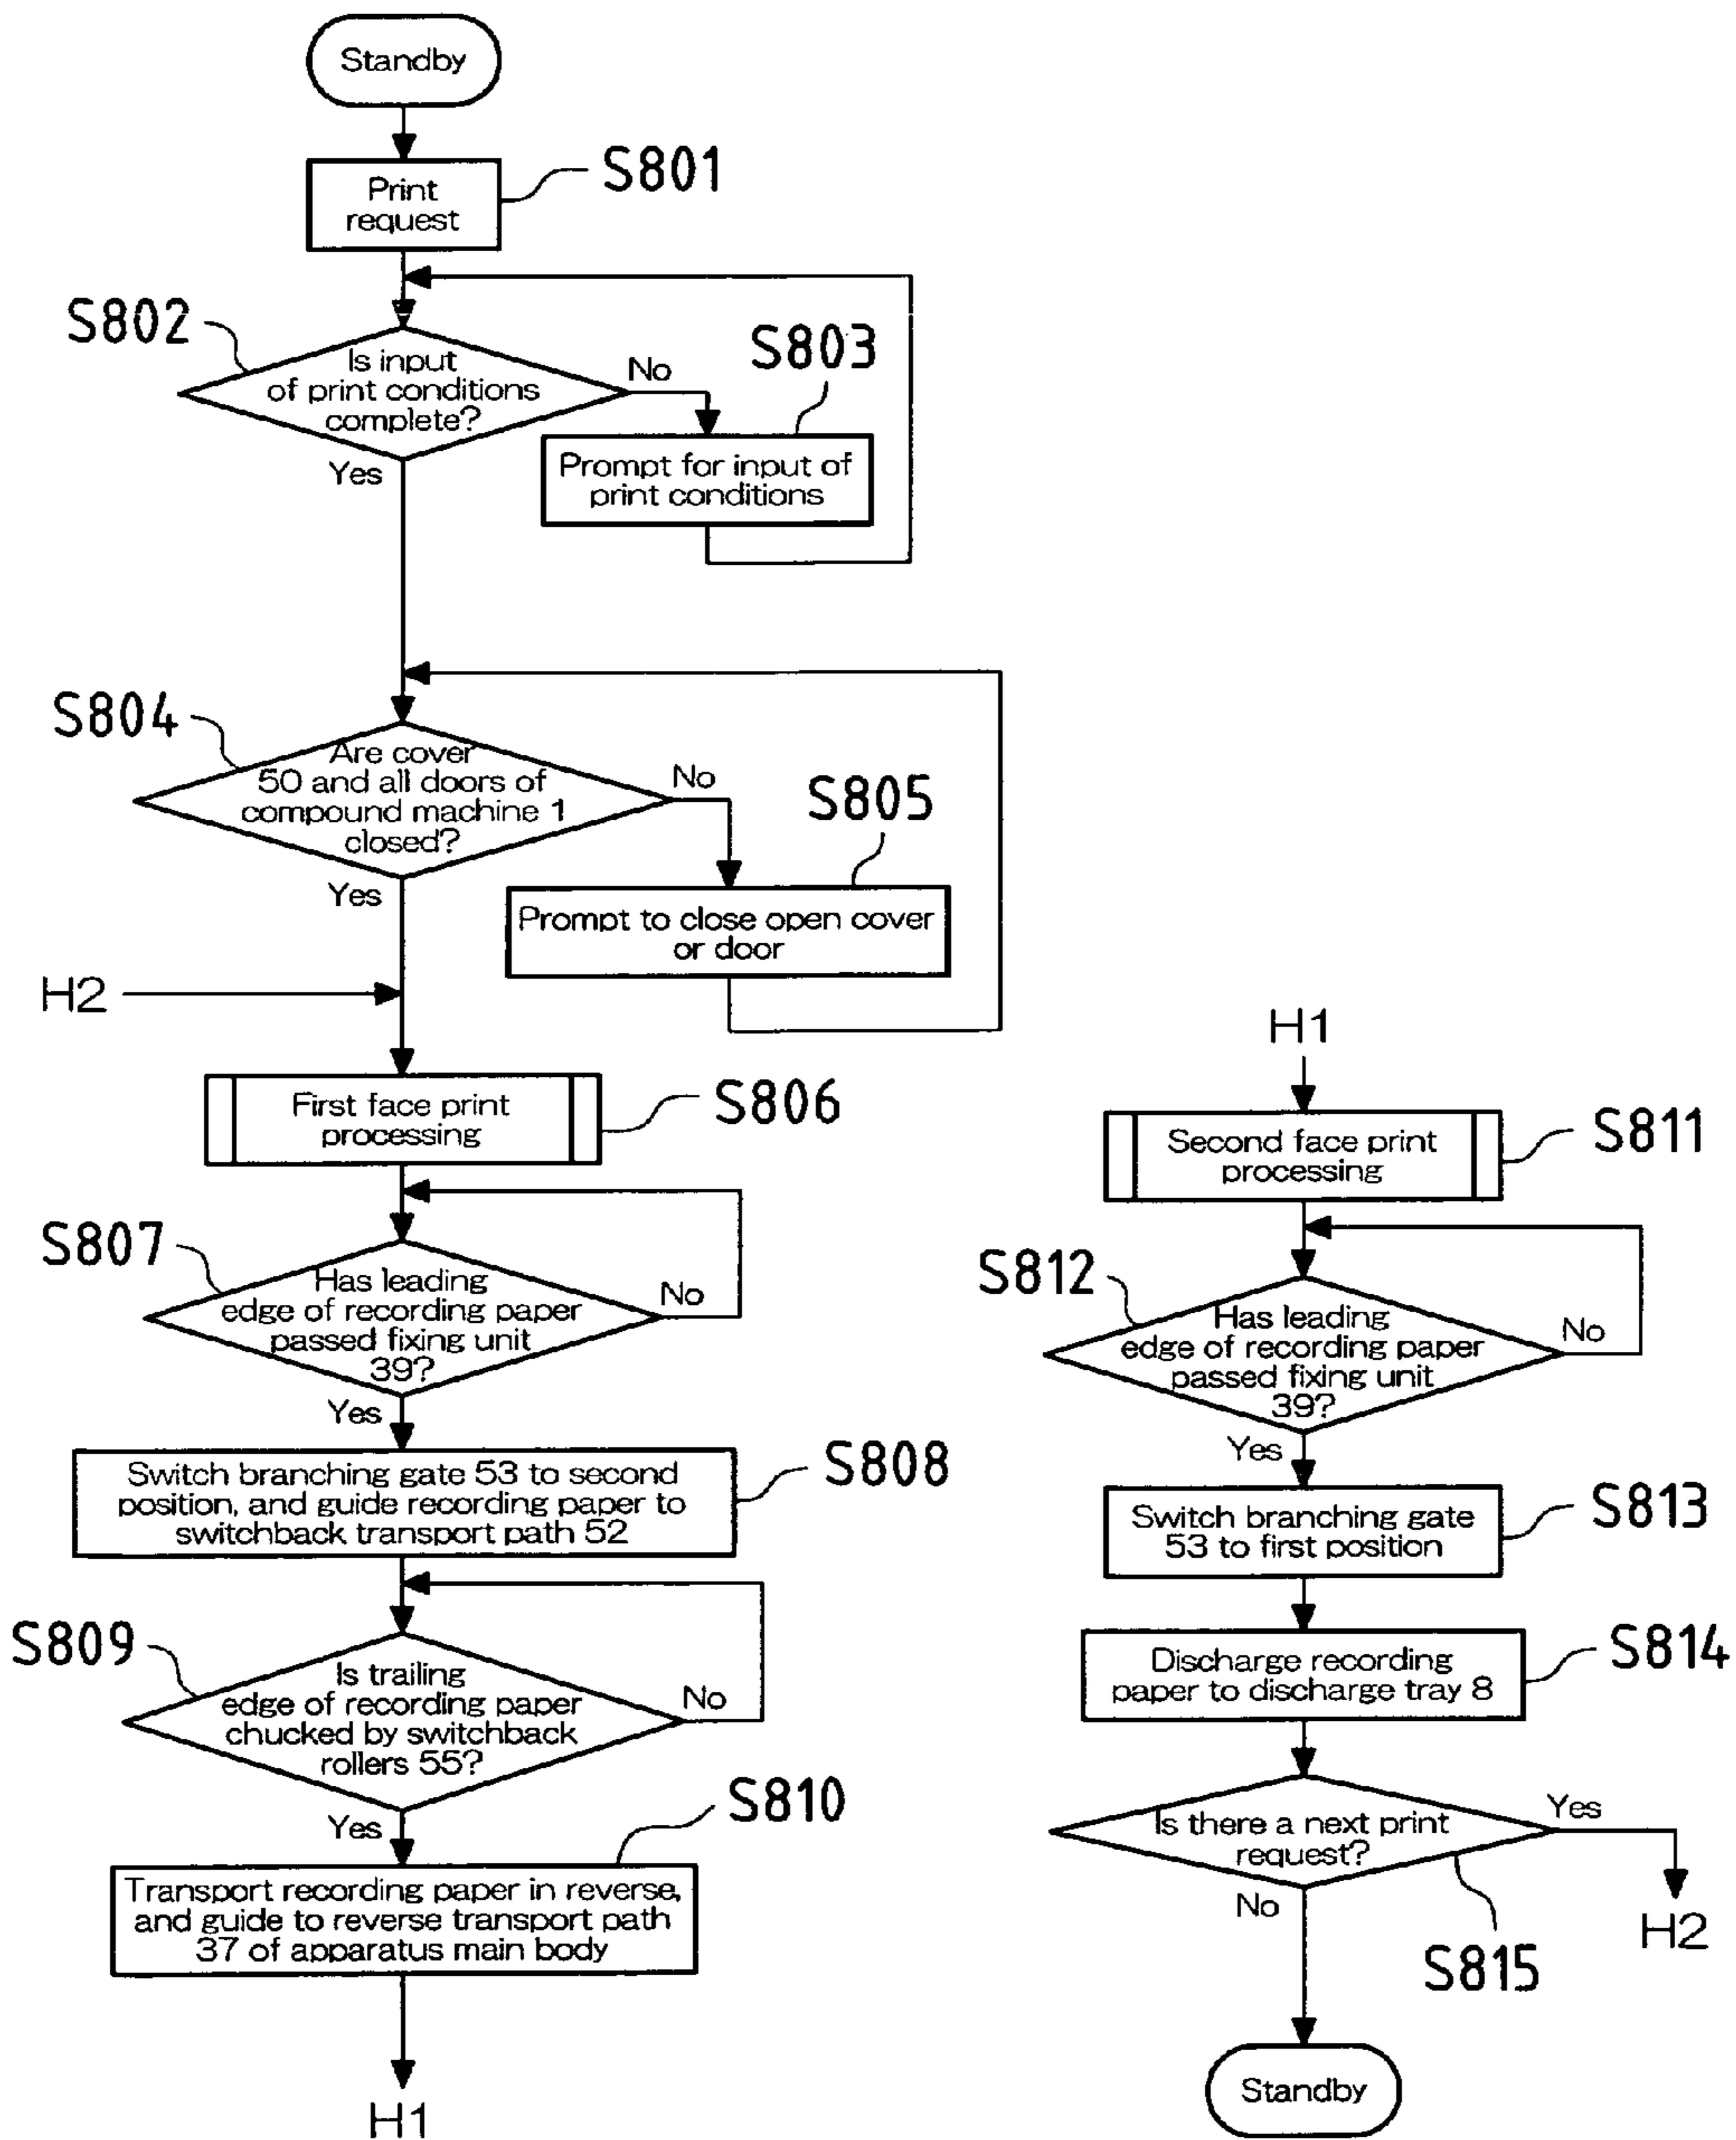 Standby
Print
request
S801
S802
Is input
of print conditions
complete?
No
S803
Yes
Prompt for input of
print conditions
S804
Are cover
50 and all doors of
compound machine 1
closed?
No
S805
Yes
Prompt to close open cover
or door
H2
First face print
processing
S806
S807
Has leading
edge of recording paper
passed fixing unit
39?
No
Yes
Switch branching gate 53 to second
position, and guide recording paper to
switchback transport path 52
S808
S809
Is trailing
edge of recording paper
chucked by switchback
rollers 55?
No
Yes
S810
Transport recording paper in reverse,
and guide to reverse transport path
37 of apparatus main body
H1
H1
Second face print
processing
S811
S812
Has leading
edge of recording paper
passed fixing unit
39?
No
Yes
Switch branching gate
53 to first position
S813
Discharge recording
paper to discharge tray 8
S814
Is there a next print
request?
Yes
No
H2
S815
Standby